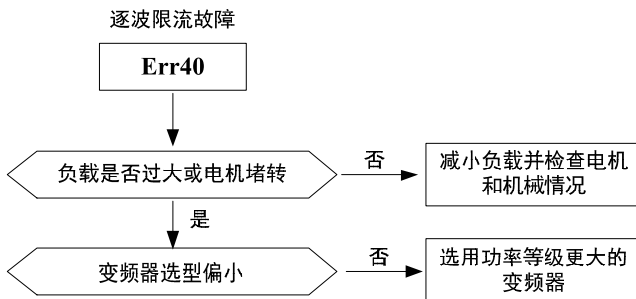 逐波限流故障
Err40
负载是否过大或电机堵转
否
减小负载并检查电机
和机械情况
是
变频器选型偏小
否
选用功率等级更大的
变频器